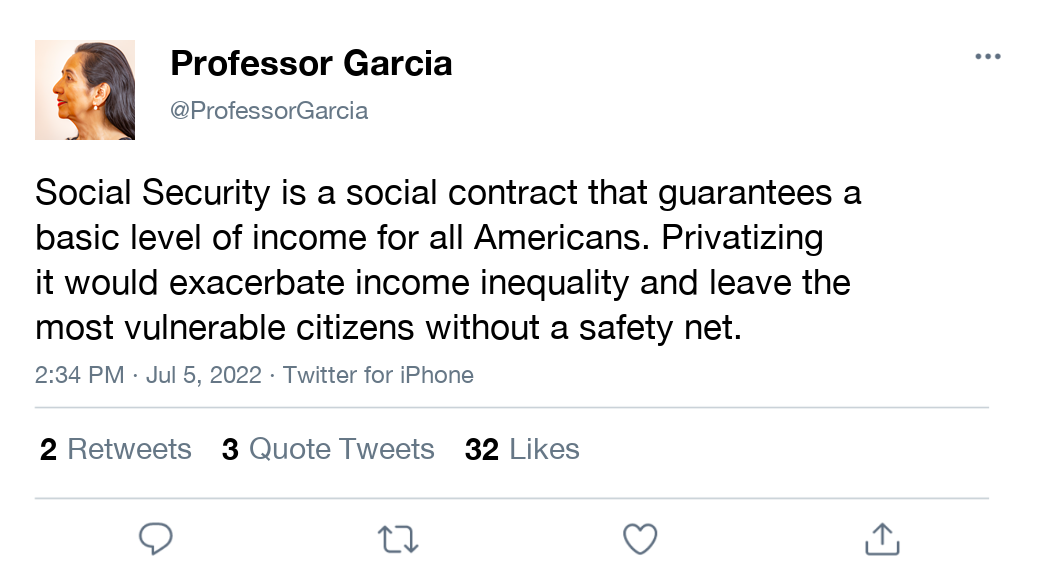 Professor Garcia
@ProfessorGarcia
Social Security is a social contract that guarantees a
basic level of income for all Americans. Privatizing
it would exacerbate income inequality and leave the
most vulnerable citizens without a safety net.
2:34 PM · Jul 5, 2022 · Twitter for iPhone
2 Retweets 3 Quote Tweets 32 Likes